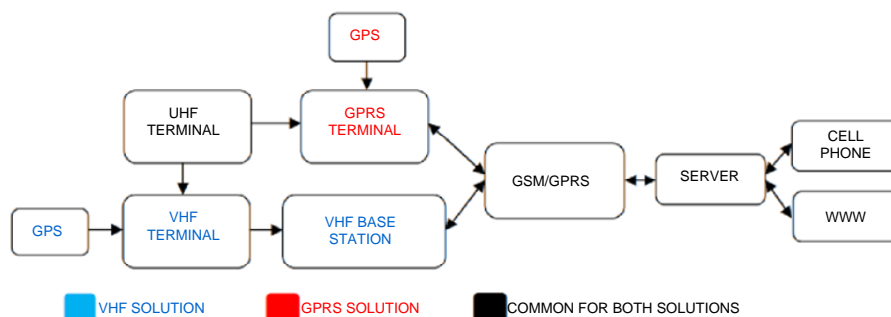 GPS
UHF
TERMINAL
GPRS
TERMINAL
GSM/GPRS
SERVER
CELL
PHONE
WWW
GPS
VHF
TERMINAL
VHF BASE
STATION
VHF SOLUTION
GPRS SOLUTION
COMMON FOR BOTH SOLUTIONS